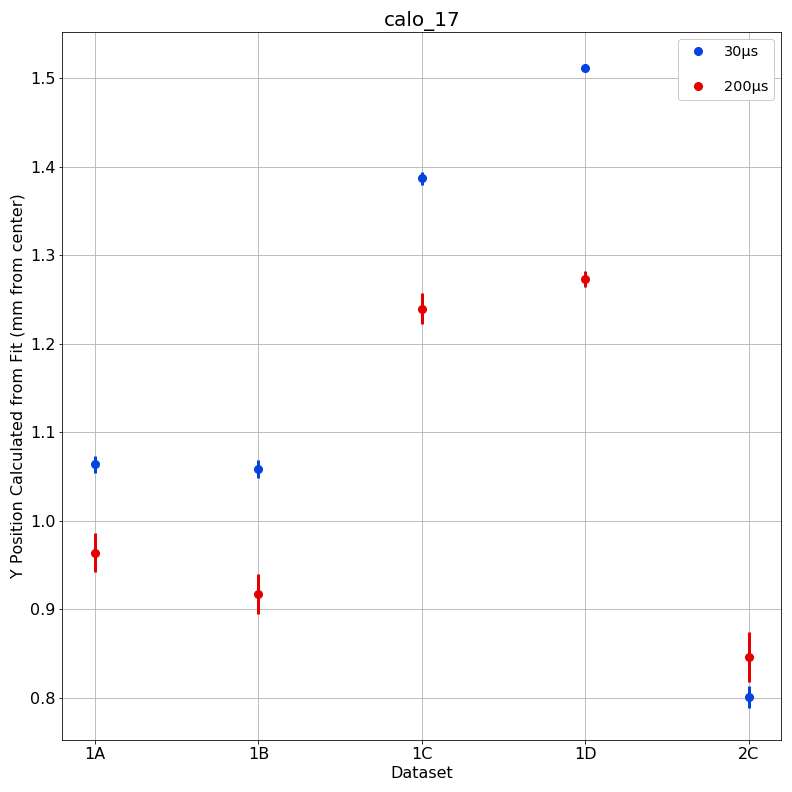 calo_17
30µs
200µs
Y Position Calculated from Fit (mm from center)
1.5
1.4
1.3
1.2
1.1
1.0
0.9
0.8
1A 1B 1C 1D 2C
Dataset